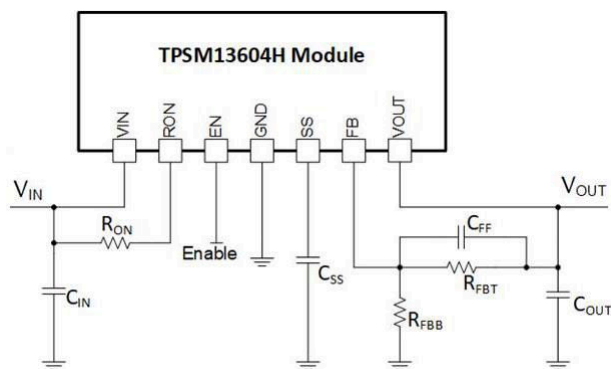 TPSM13604H Module
VIN
RON
EN
GND
SS
FB
VOUT
VIN
VOUT
RON
CFF
Enable
CSS
RFBT
CIN
RFBB
COUT